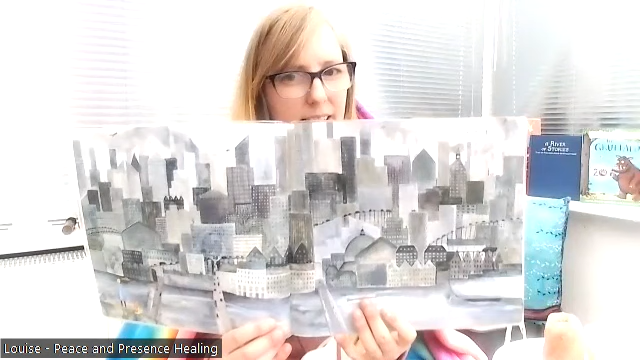 A RIVER
OF STORIES
GRUFFALO
Louise - Peace and Presence Healing